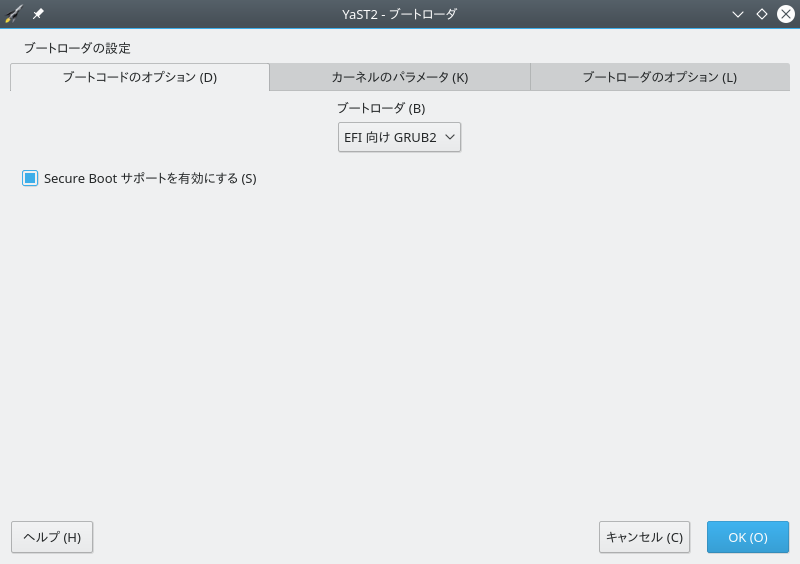 YaST2 - ブートローダ
ブートローダの設定
ブートコードのオプション (D)
カーネルのパラメータ (K)
ブートローダのオプション (L)
ブートローダ (B)
EFI 向け GRUB2
Secure Boot サポートを有効にする (S)
ヘルプ (H)
キャンセル (C)
OK (O)